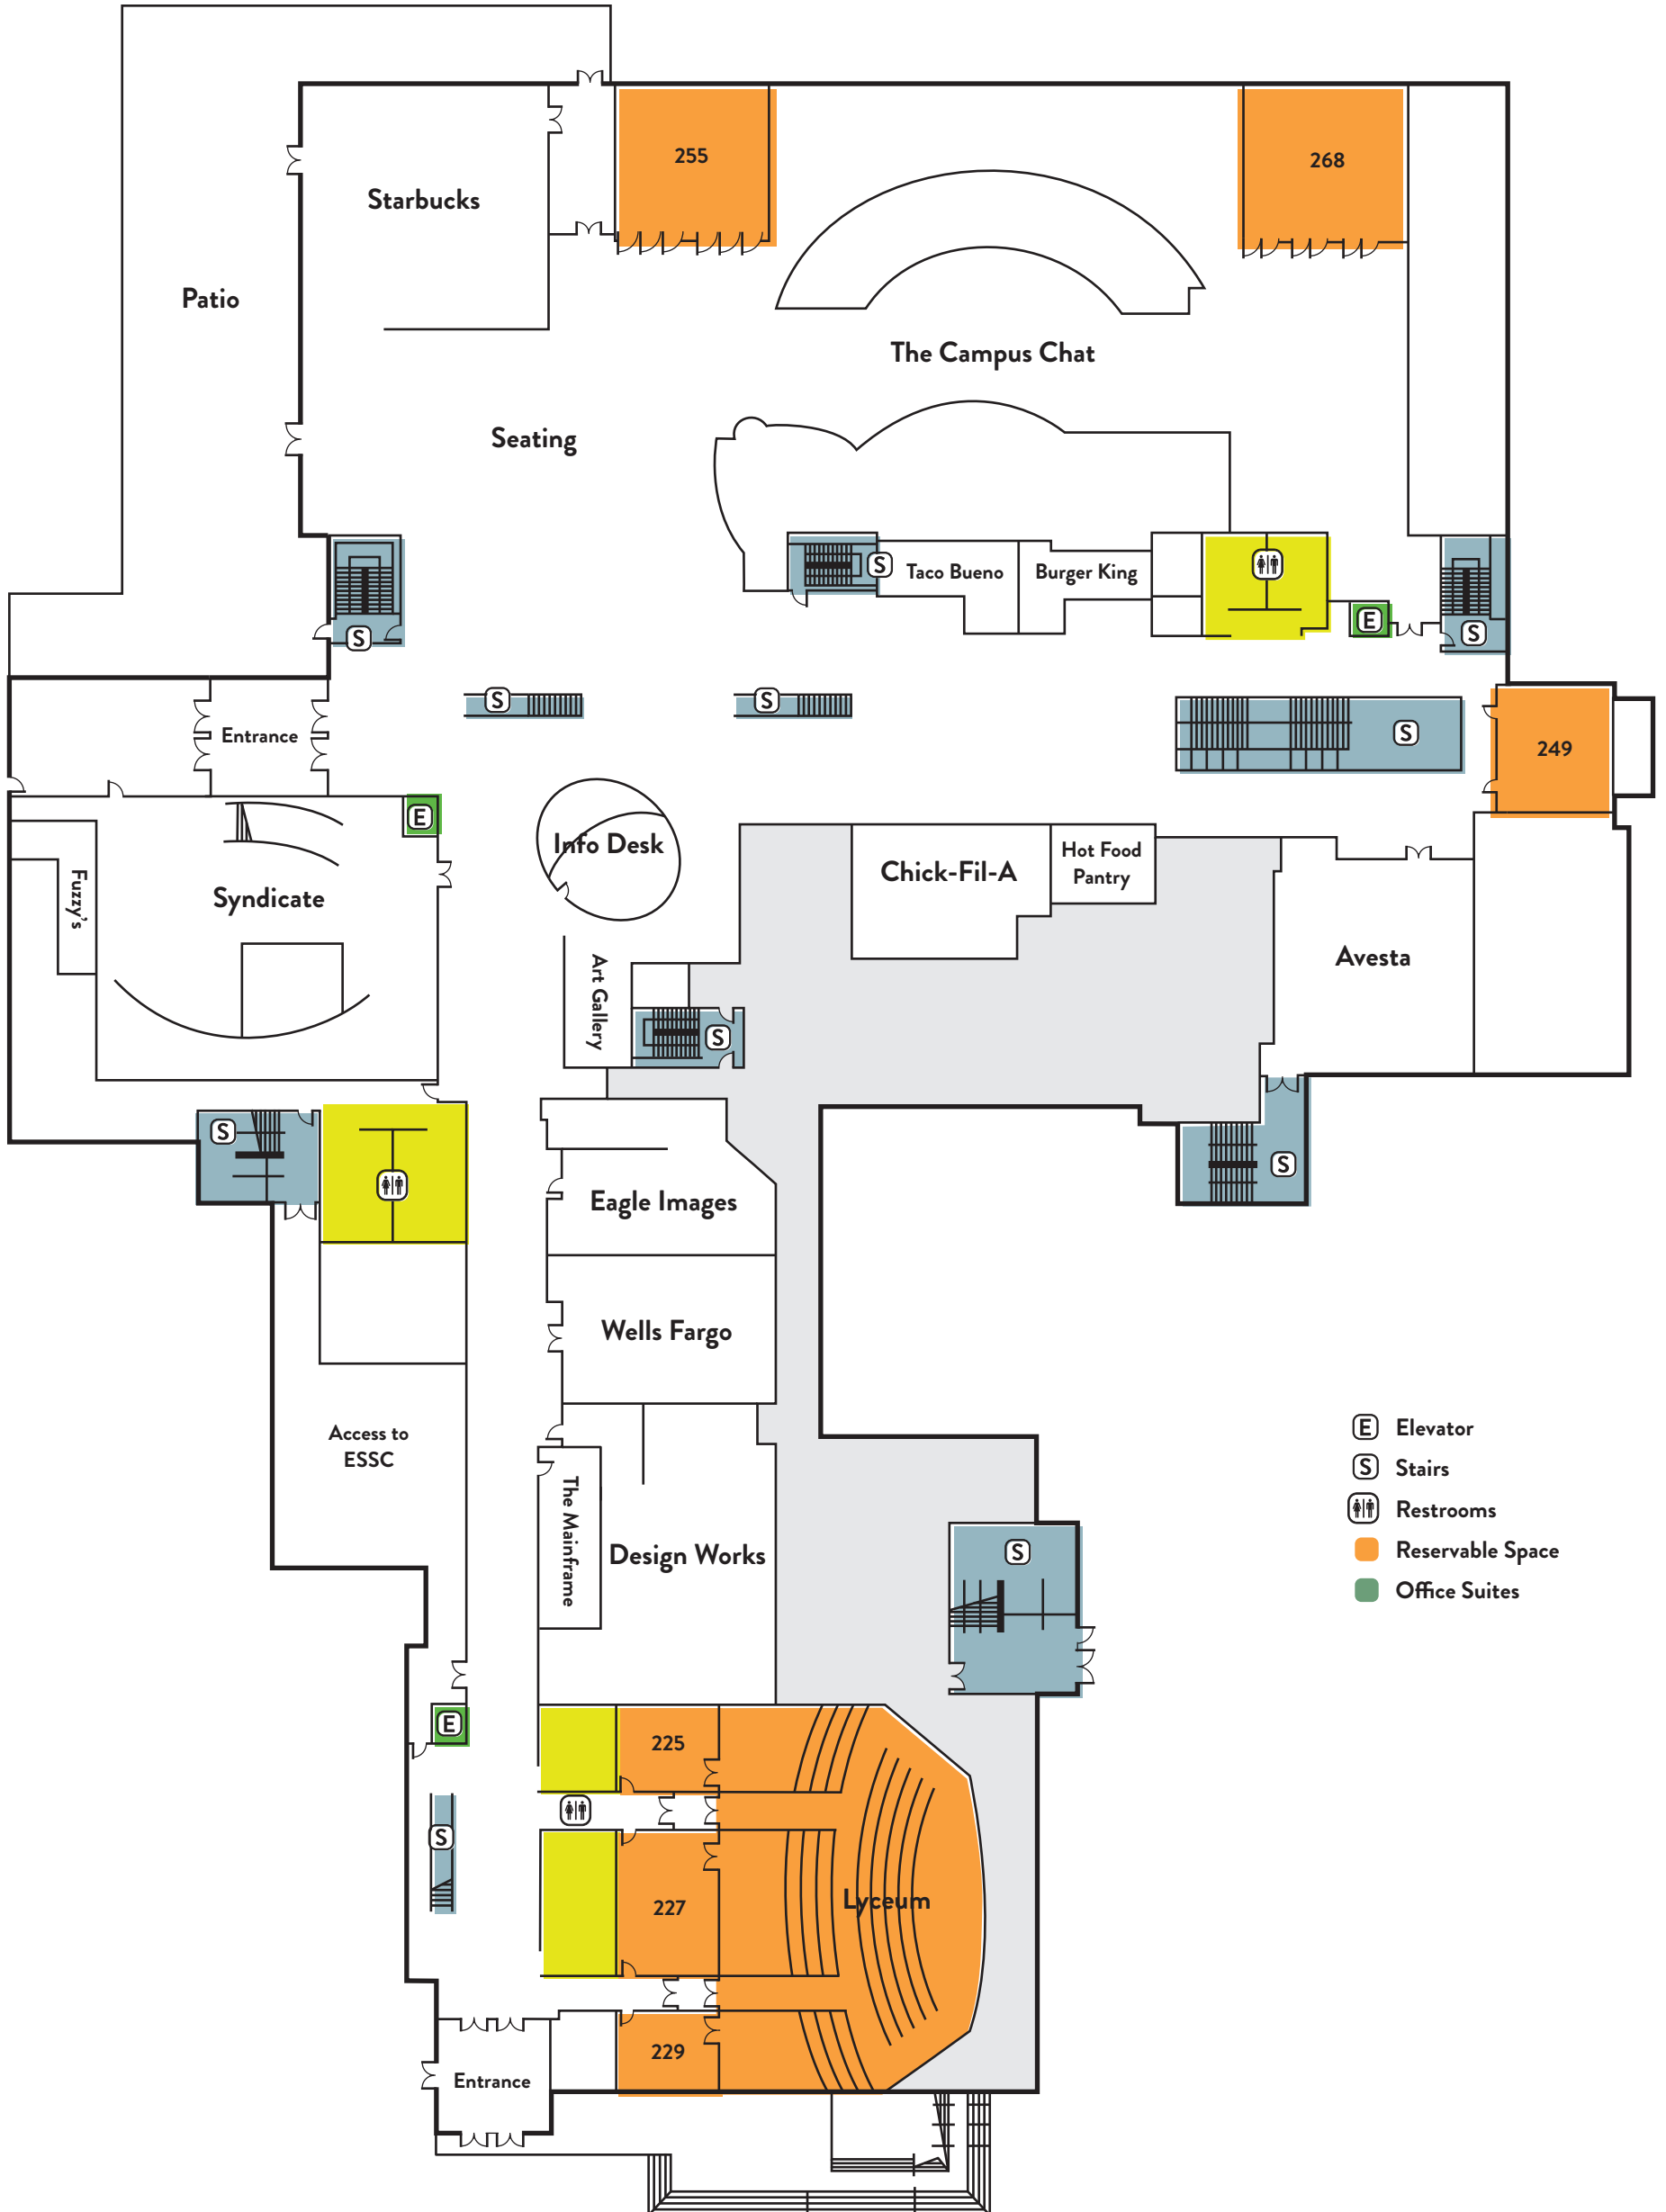 255
268
Starbucks
Patio
The Campus Chat
Seating
S
Taco Bueno
Burger King
E
S
S
S
S
S
Entrance
249
E
Info Desk
Chick-Fil-A
Hot Food
Pantry
Fuzzy's
Syndicate
Avesta
Art Gallery
S
S
S
Eagle Images
Wells Fargo
Access to
ESSC
The Mainframe
Design Works
S
E Elevator
S Stairs
Restrooms
Reservable Space
Office Suites
E
225
S
227
Lyceum
229
Entrance